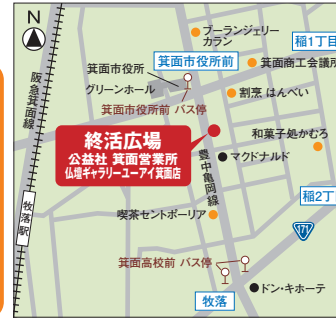 N
ブーランジェリー
カラン
稲1丁目
箕面市役所
箕面市役所前
箕面商工会議所
グリーンホール
阪急箕面線
箕面市役所前 バス停
割烹 はんべい
終活広場
公益社 箕面営業所
仏壇ギャラリーユーアイ箕面店
和菓子処かむろ
マクドナルド
豊中亀岡線
稲2丁
喫茶セントポーリア
牧落駅
171
箕面高校前 バス停
牧落
ドン・キホーテ